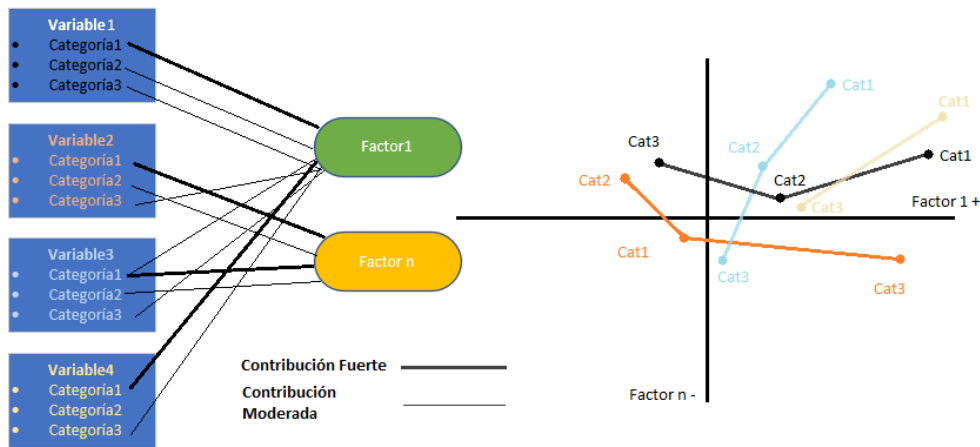 Variable1
• Categoría1
• Categoría2
• Categoría3
Variable2
• Categoría1
• Categoría2
• Categoría3
Variable3
• Categoría1
• Categoría2
• Categoría3
Variable4
• Categoría1
• Categoría2
• Categoría3
Factor1
Factor n
Contribución Fuerte
Contribución
Moderada
Cat1
Cat1
Cat3
Cat2
Cat1
Cat2
Cat2
Cat3
Factor 1 +
Cat1
Cat3
Cat3
Factor n -